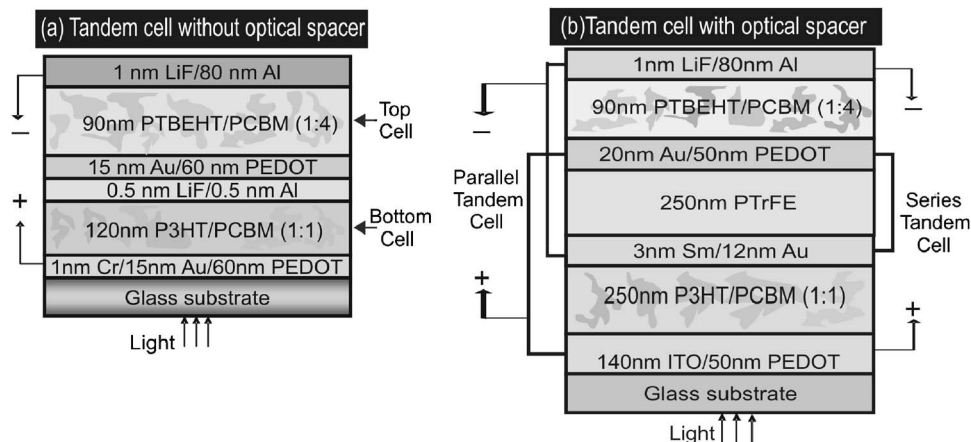 (a) Tandem cell without optical spacer
1 nm LiF/80 nm Al
90nm PTBEHT/PCBM (1:4)
15 nm Au/60 nm PEDOT
0.5 nm LiF/0.5 nm Al
120nm P3HT/PCBM (1:1)
1nm Cr/15nm Au/60nm PEDOT
Glass substrate
Light
−
+
Top
Cell
Bottom
Cell
(b)Tandem cell with optical spacer
1nm LiF/80nm Al
90nm PTBEHT/PCBM (1:4)
20nm Au/50nm PEDOT
250nm PTrFE
3nm Sm/12nm Au
250nm P3HT/PCBM (1:1)
140nm ITO/50nm PEDOT
Glass substrate
Light
−
Parallel
Tandem
Cell
+
−
Series
Tandem
Cell
+